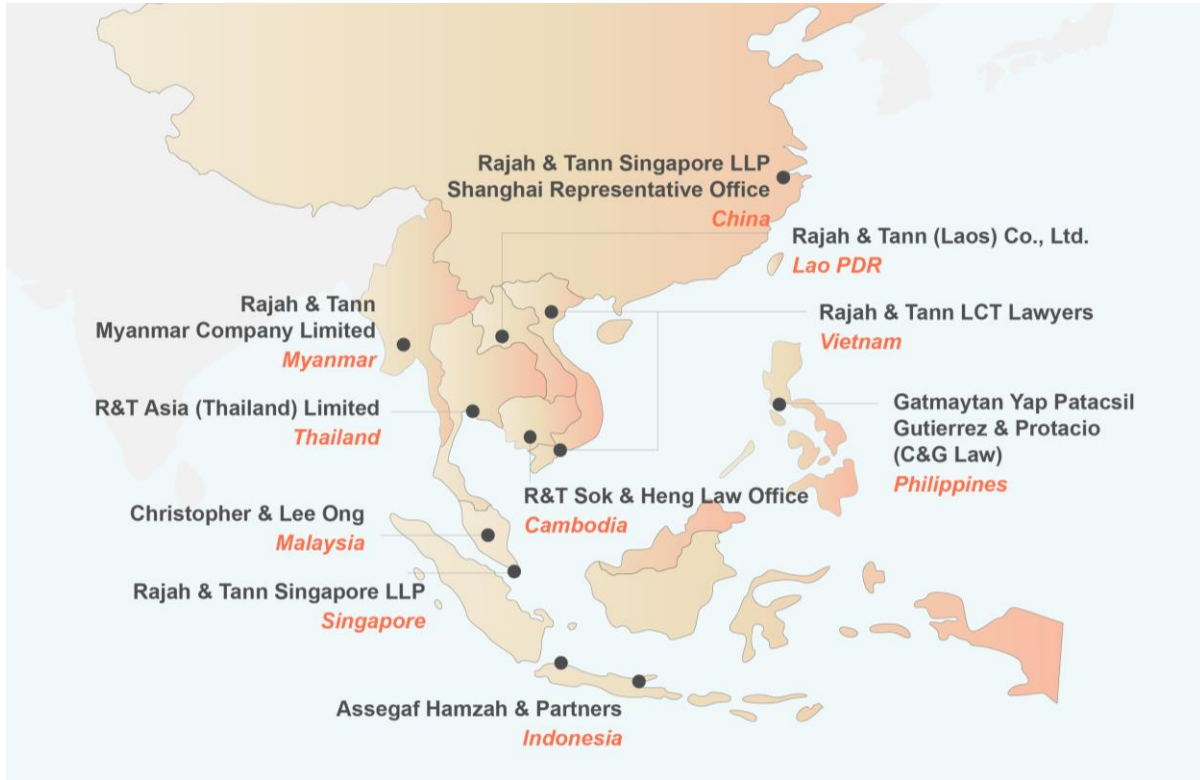 Rajah & Tann Singapore LLP
Shanghai Representative Office
China
Rajah & Tann (Laos) Co., Ltd.
Lao PDR
Rajah & Tann
Myanmar Company Limited
Myanmar
Rajah & Tann LCT Lawyers
Vietnam
R&T Asia (Thailand) Limited
Thailand
Gatmaytan Yap Patacsil
Gutierrez & Protacio
(C&G Law)
Philippines
R&T Sok & Heng Law Office
Cambodia
Christopher & Lee Ong
Malaysia
Rajah & Tann Singapore LLP
Singapore
Assegaf Hamzah & Partners
Indonesia